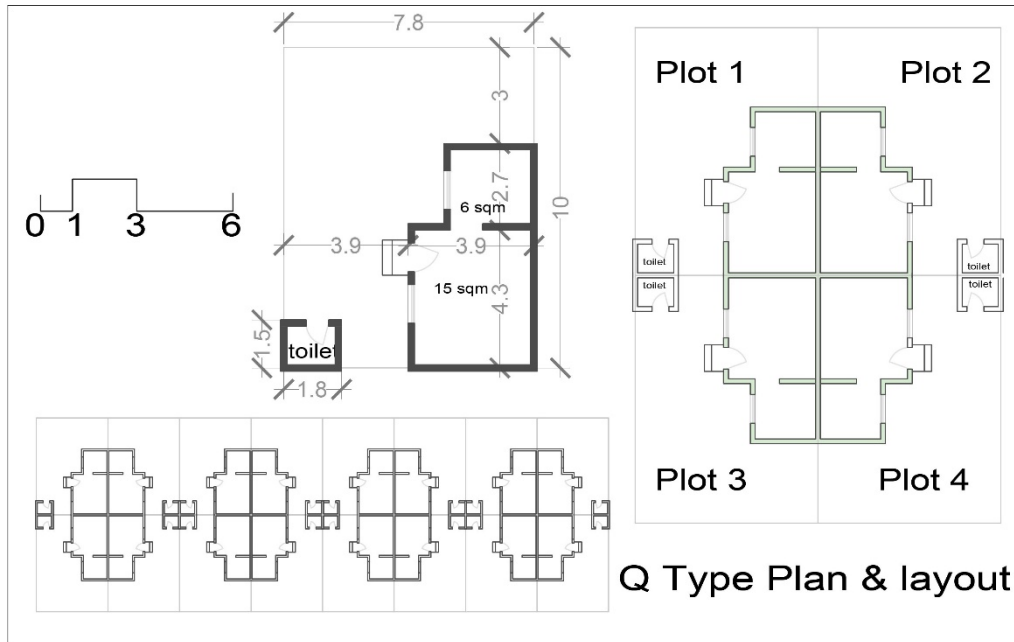 7.8
3
2.7
10
6 sqm
3.9
3.9
15 sqm
4.3
1.5
toilet
1.8
0 1 3 6
Plot 1
Plot 2
toilet
toilet
toilet
toilet
Plot 3
Plot 4
Q Type Plan & layout